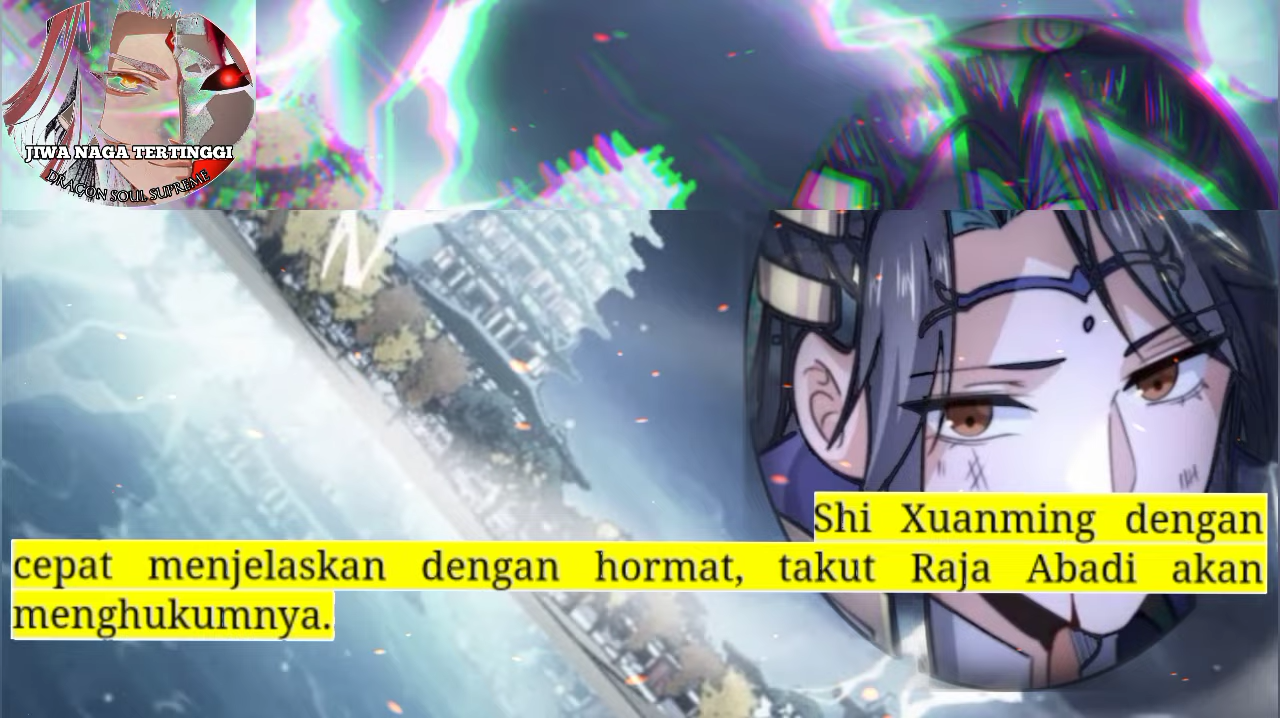 JIWA NAGA TERTINGGI
DRAGON SOUL SUPREME
Shi Xuanming dengan
cepat menjelaskan dengan hormat, takut Raja Abadi akan
menghukumnya.